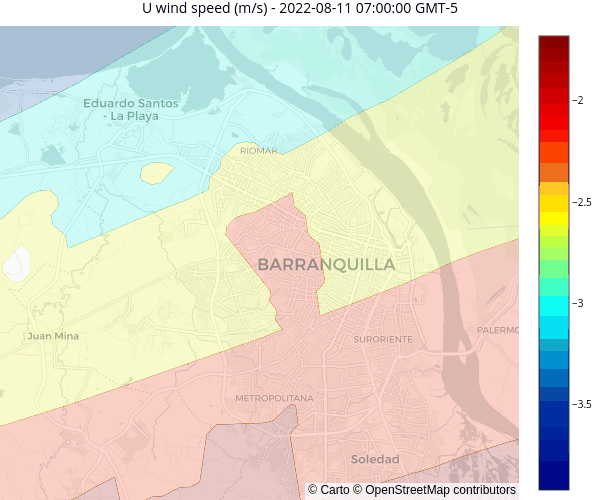 U wind speed (m/s) - 2022-08-11 07:00:00 GMT-5
Eduardo Santos
- La Playa
RIOMAR
BARRANQUILLA
Juan Mina
SURORIENTE
PALERMO
METROPOLITANA
Soledad
© Carto © OpenStreetMap contributors
−2
−2.5
−3
−3.5